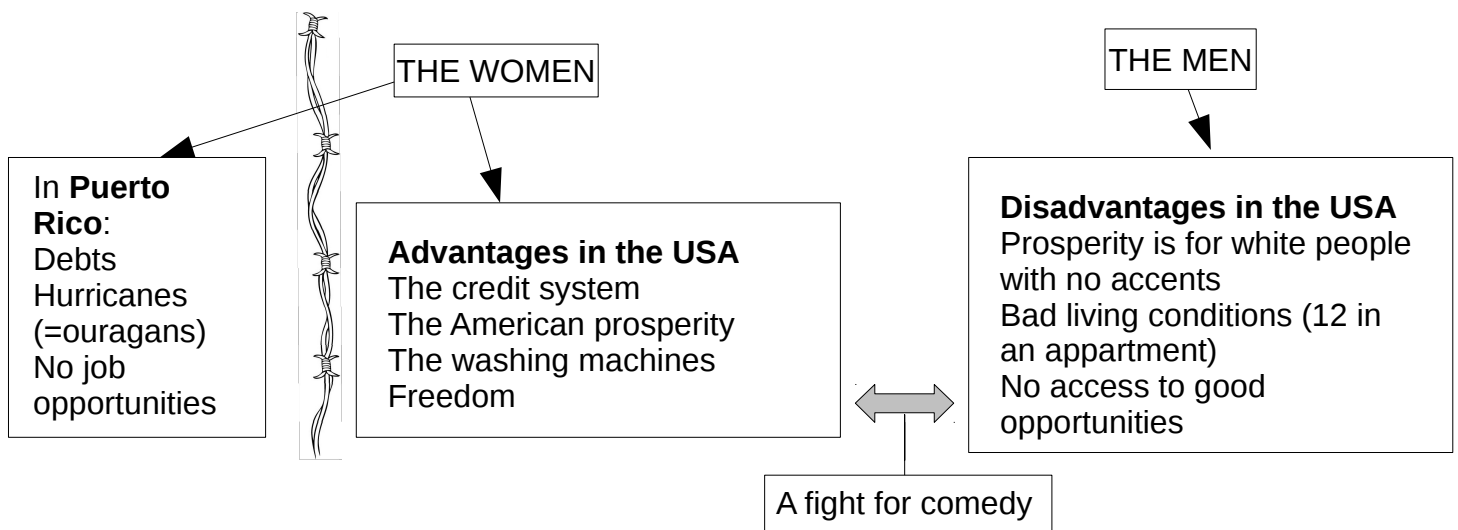 THE WOMEN
THE MEN
In Puerto
Rico:
Debts
Hurricanes
(=ouragans)
No job
opportunities
Advantages in the USA
The credit system
The American prosperity
The washing machines
Freedom
Disadvantages in the USA
Prosperity is for white people
with no accents
Bad living conditions (12 in
an appartment)
No access to good
opportunities
A fight for comedy